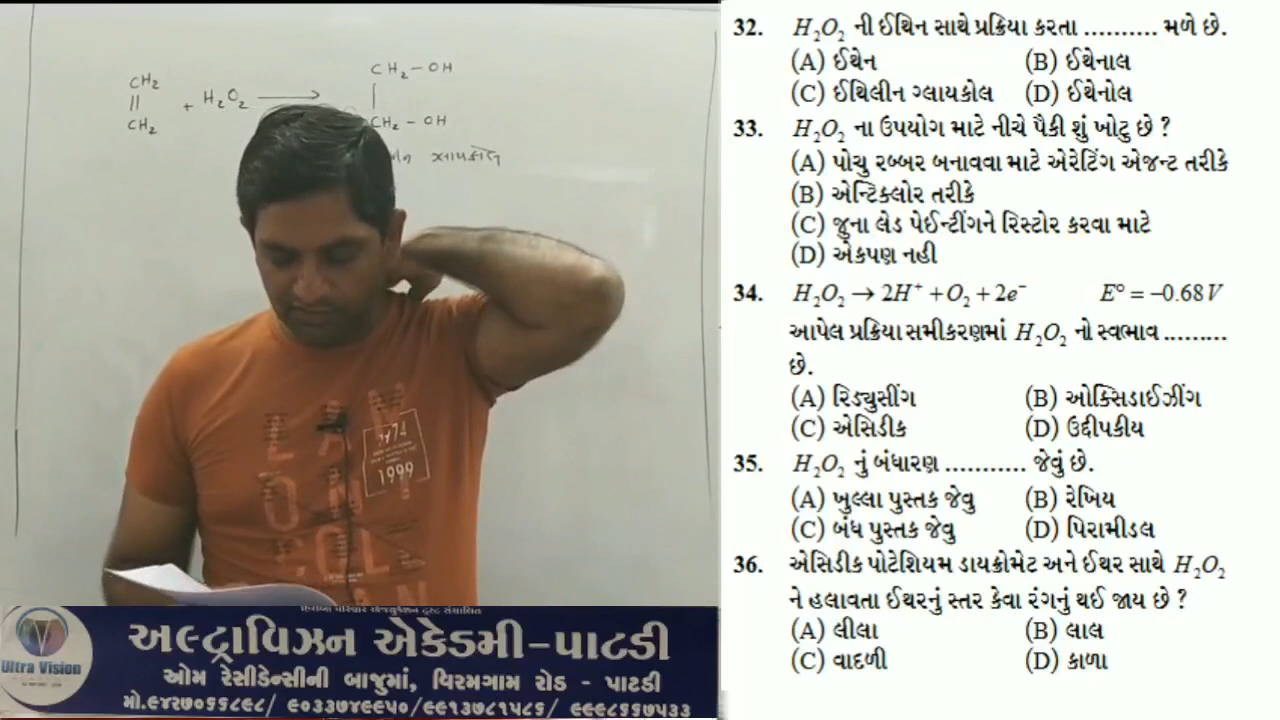 CH₂
||
CH₂
+ H₂O₂ ⟶
CH₂ – OH
|
CH₂ – OH
1974
1999
Ultra Vision
અલ્ટ્રાવિઝન એકેડમી-પાટડી
ઓમ રેસીડેન્સીની બાજુમાં, વિરમગામ રોડ - પાટડી
32. H₂O₂ ની ઈથિન સાથે પ્રક્રિયા કરતા .......... મળે છે.
(A) ઈથેન (B) ઈથેનાલ
(C) ઈથિલીન ગ્લાયકોલ (D) ઈથેનોલ
33. H₂O₂ ના ઉપયોગ માટે નીચે પૈકી શું ખોટુ છે ?
(A) પોચુ રબ્બર બનાવવા માટે એરેટિંગ એજન્ટ તરીકે
(B) એન્ટિક્લોર તરીકે
(C) જુના લેડ પેઈન્ટીંગને રિસ્ટોર કરવા માટે
(D) એકપણ નહી
34. H₂O₂ → 2H⁺ + O₂ + 2e⁻ E° = −0.68 V
આપેલ પ્રક્રિયા સમીકરણમાં H₂O₂ નો સ્વભાવ .........
છે.
(A) રિડ્યુસીંગ (B) ઓક્સિડાઈઝીંગ
(C) એસિડીક (D) ઉદ્દીપકીય
35. H₂O₂ નું બંધારણ ........... જેવું છે.
(A) ખુલ્લા પુસ્તક જેવુ (B) રેખિય
(C) બંધ પુસ્તક જેવુ (D) પિરામીડલ
36. એસિડીક પોટેશિયમ ડાયક્રોમેટ અને ઈથર સાથે H₂O₂
ને હલાવતા ઈથરનું સ્તર કેવા રંગનું થઈ જાય છે ?
(A) લીલા (B) લાલ
(C) વાદળી (D) કાળા